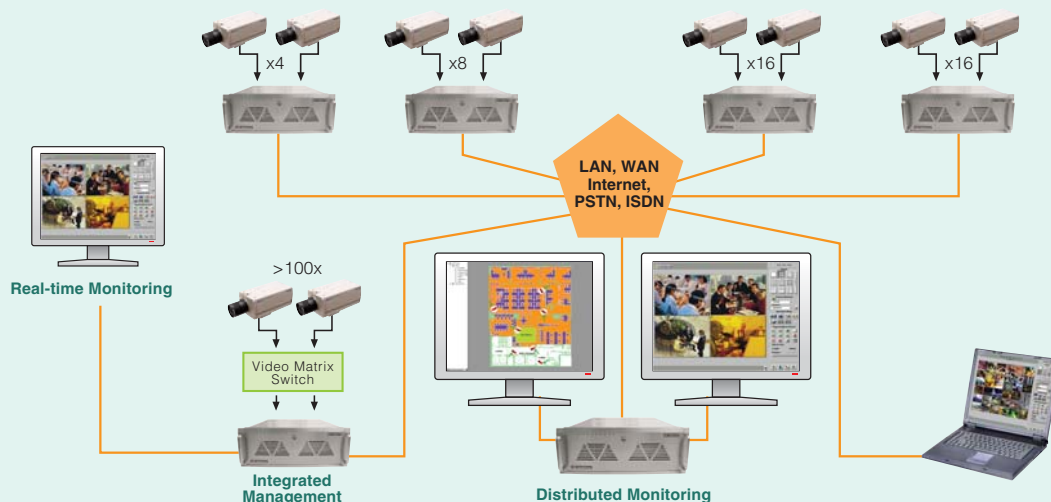 x4
x8
x16
x16
LAN, WAN
Internet,
PSTN, ISDN
Real-time Monitoring
>100x
Video Matrix
Switch
Integrated
Management
Distributed Monitoring